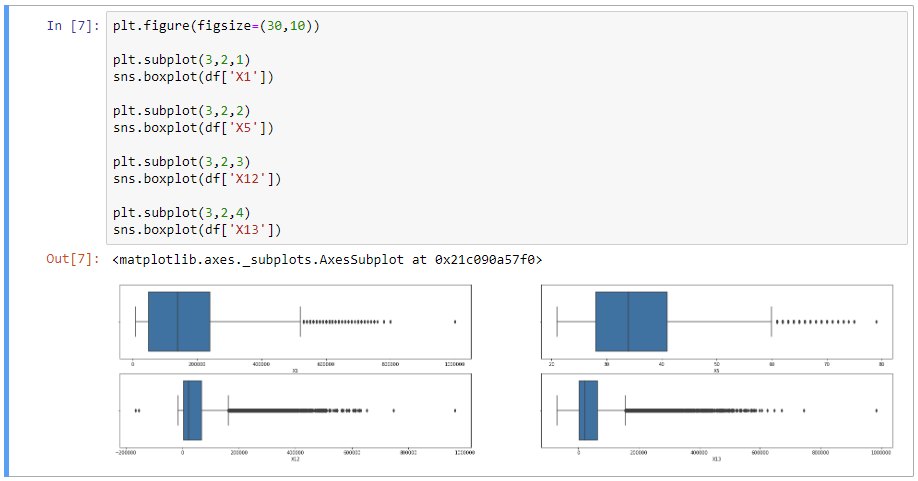 In [7]: plt.figure(figsize=(30,10))
plt.subplot(3,2,1)
sns.boxplot(df['X1'])
plt.subplot(3,2,2)
sns.boxplot(df['X5'])
plt.subplot(3,2,3)
sns.boxplot(df['X12'])
plt.subplot(3,2,4)
sns.boxplot(df['X13'])
Out[7]: <matplotlib.axes._subplots.AxesSubplot at 0x21c090a57f0>
0 200000 400000 600000 800000 1000000
X1
20 30 40 50 60 70 80
X5
-200000 0 200000 400000 600000 800000 1000000
X12
0 200000 400000 600000 800000 1000000
X13